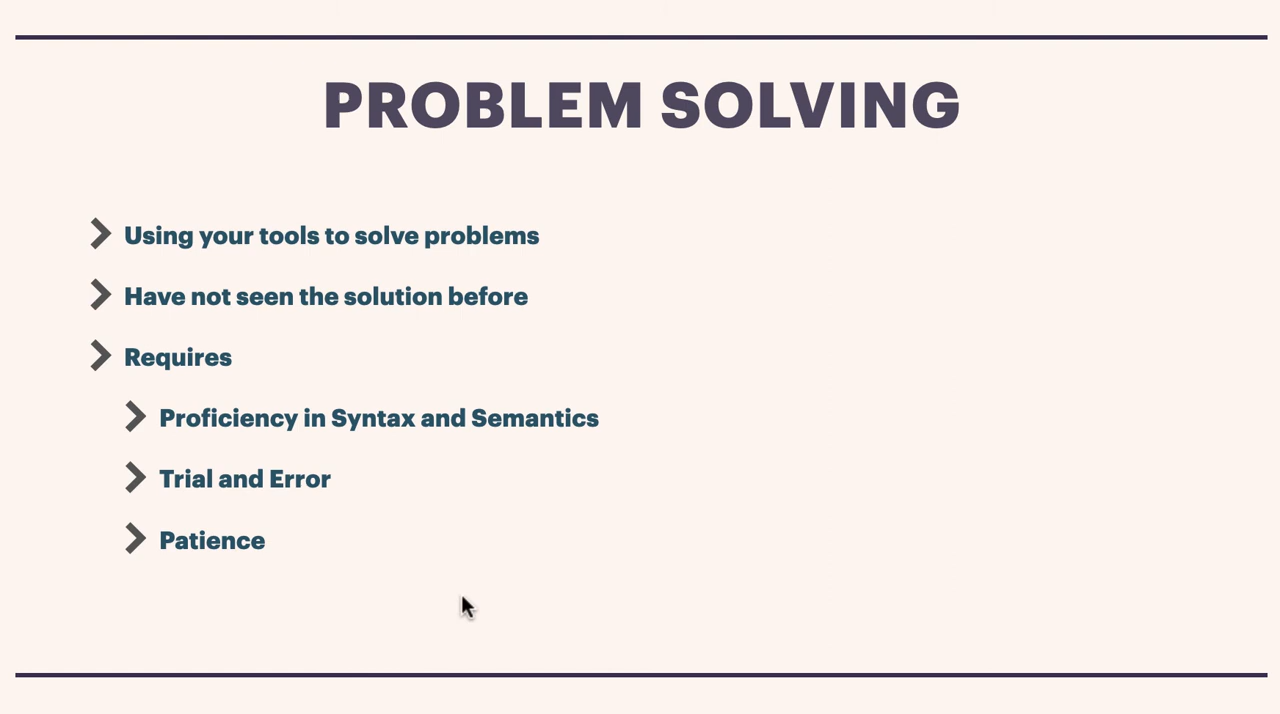 PROBLEM SOLVING
Using your tools to solve problems
Have not seen the solution before
Requires
Proficiency in Syntax and Semantics
Trial and Error
Patience